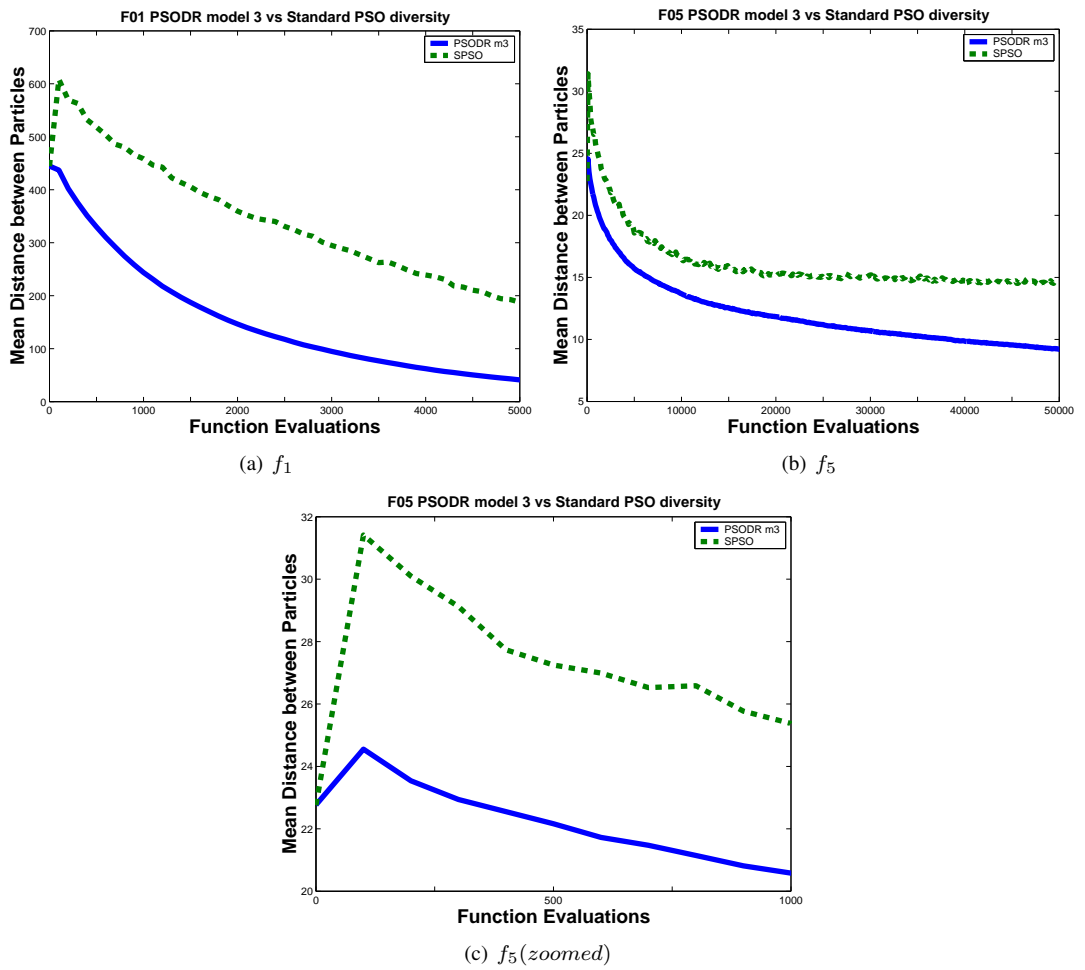 F01 PSODR model 3 vs Standard PSO diversity
700
600
500
400
300
200
100
0
Mean Distance between Particles
PSODR m3
SPSO
0 1000 2000 3000 4000 5000
Function Evaluations
(a) f1
F05 PSODR model 3 vs Standard PSO diversity
35
30
25
20
15
10
5
Mean Distance between Particles
PSODR m3
SPSO
0 10000 20000 30000 40000 50000
Function Evaluations
(b) f5
F05 PSODR model 3 vs Standard PSO diversity
32
30
28
26
24
22
20
Mean Distance between Particles
PSODR m3
SPSO
0 500 1000
Function Evaluations
(c) f5(zoomed)